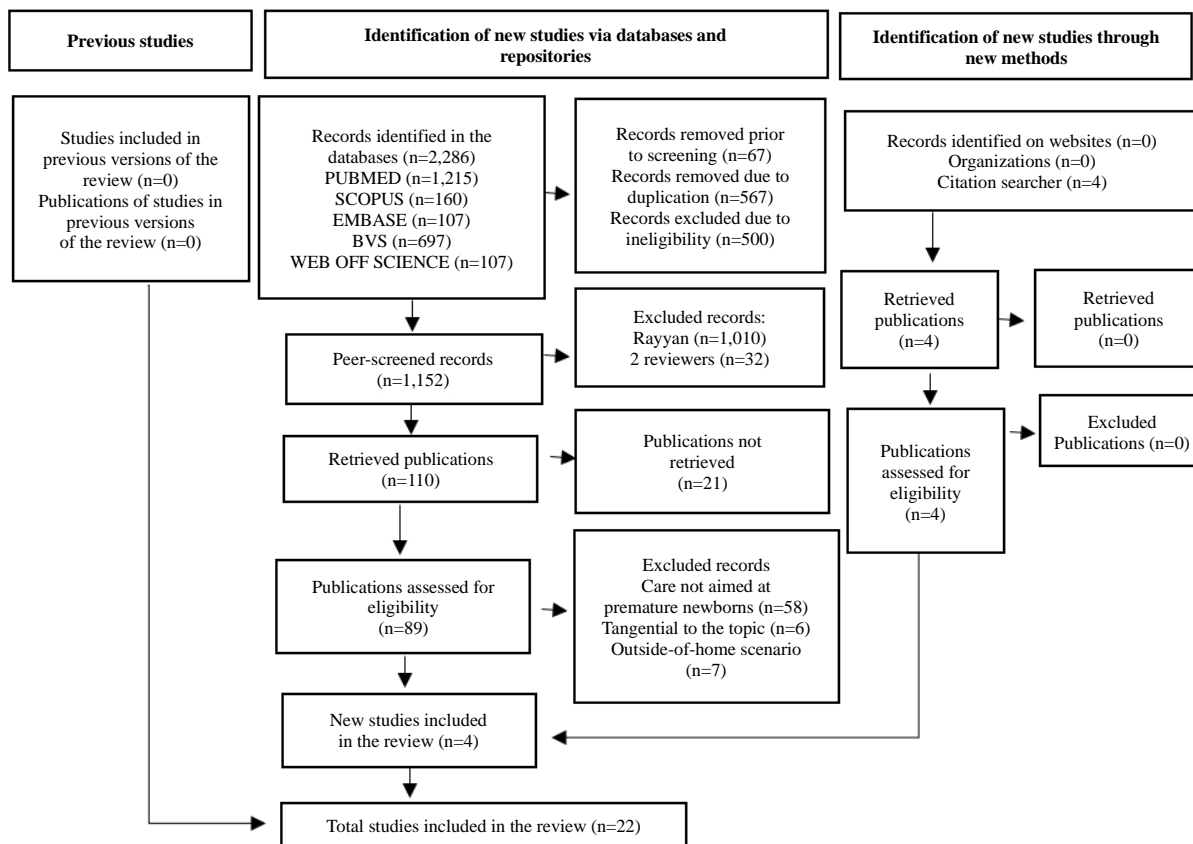 Previous studies
Identification of new studies via databases and
repositories
Identification of new studies through
new methods
Studies included in
previous versions of the
review (n=0)
Publications of studies in
previous versions
of the review (n=0)
Records identified in the
databases (n=2,286)
PUBMED (n=1,215)
SCOPUS (n=160)
EMBASE (n=107)
BVS (n=697)
WEB OFF SCIENCE (n=107)
Records removed prior
to screening (n=67)
Records removed due to
duplication (n=567)
Records excluded due to
ineligibility (n=500)
Records identified on websites (n=0)
Organizations (n=0)
Citation searcher (n=4)
Peer-screened records
(n=1,152)
Excluded records:
Rayyan (n=1,010)
2 reviewers (n=32)
Retrieved
publications
(n=4)
Retrieved
publications
(n=0)
Retrieved publications
(n=110)
Publications not
retrieved
(n=21)
Publications
assessed for
eligibility
(n=4)
Excluded
Publications (n=0)
Publications assessed for
eligibility
(n=89)
Excluded records
Care not aimed at
premature newborns (n=58)
Tangential to the topic (n=6)
Outside-of-home scenario
(n=7)
New studies included
in the review (n=4)
Total studies included in the review (n=22)